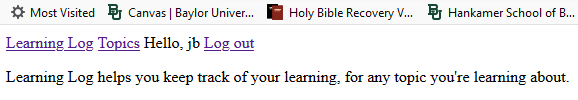 Most Visited Canvas | Baylor Univer... Holy Bible Recovery V... Hankamer School of B...
Learning Log Topics Hello, jb Log out
Learning Log helps you keep track of your learning, for any topic you're learning about.